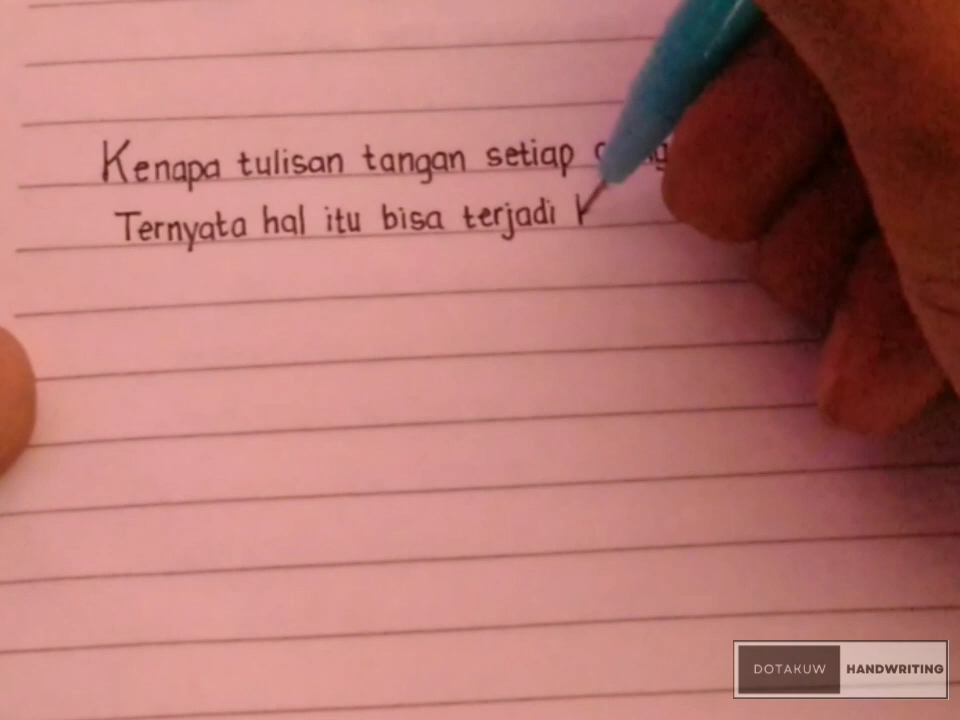 Kenapa tulisan tangan setiap
Ternyata hal itu bisa terjadi
DOTAKUW HANDWRITING